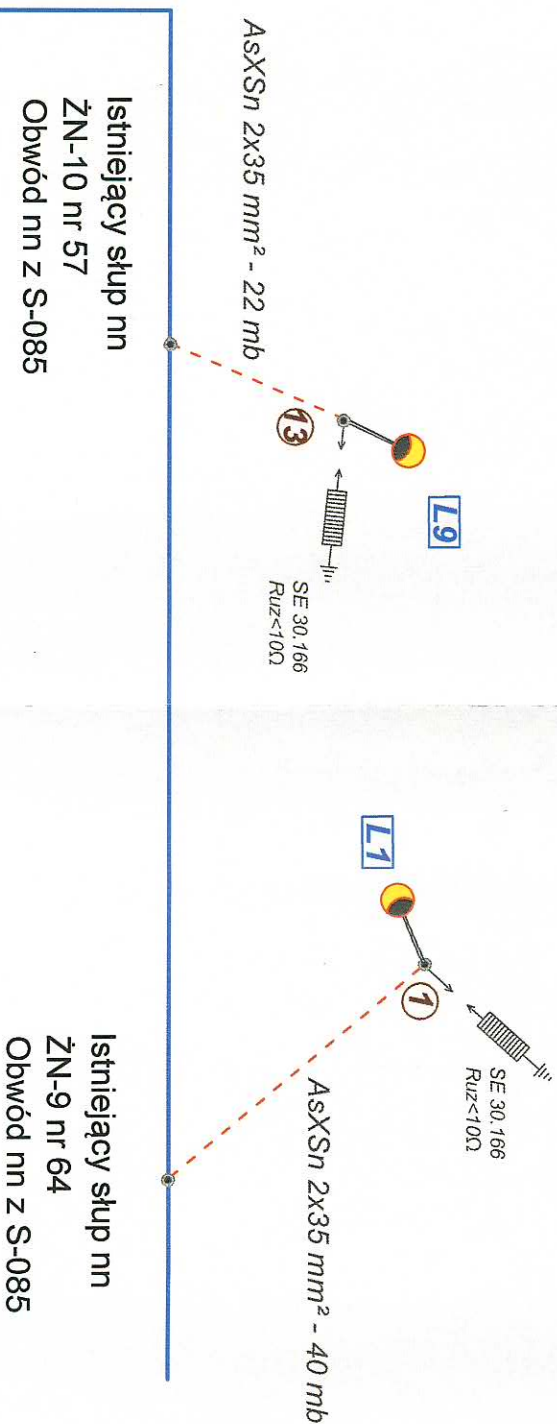 AsXSn 2x35 mm² - 22 mb
Istniejący słup nn
ŻN-10 nr 57
Obwód nn z S-085
13
L9
SE 30.166
Ruz<10Ω
L1
1
SE 30.166
Ruz<10Ω
AsXSn 2x35 mm² - 40 mb
Istniejący słup nn
ŻN-9 nr 64
Obwód nn z S-085